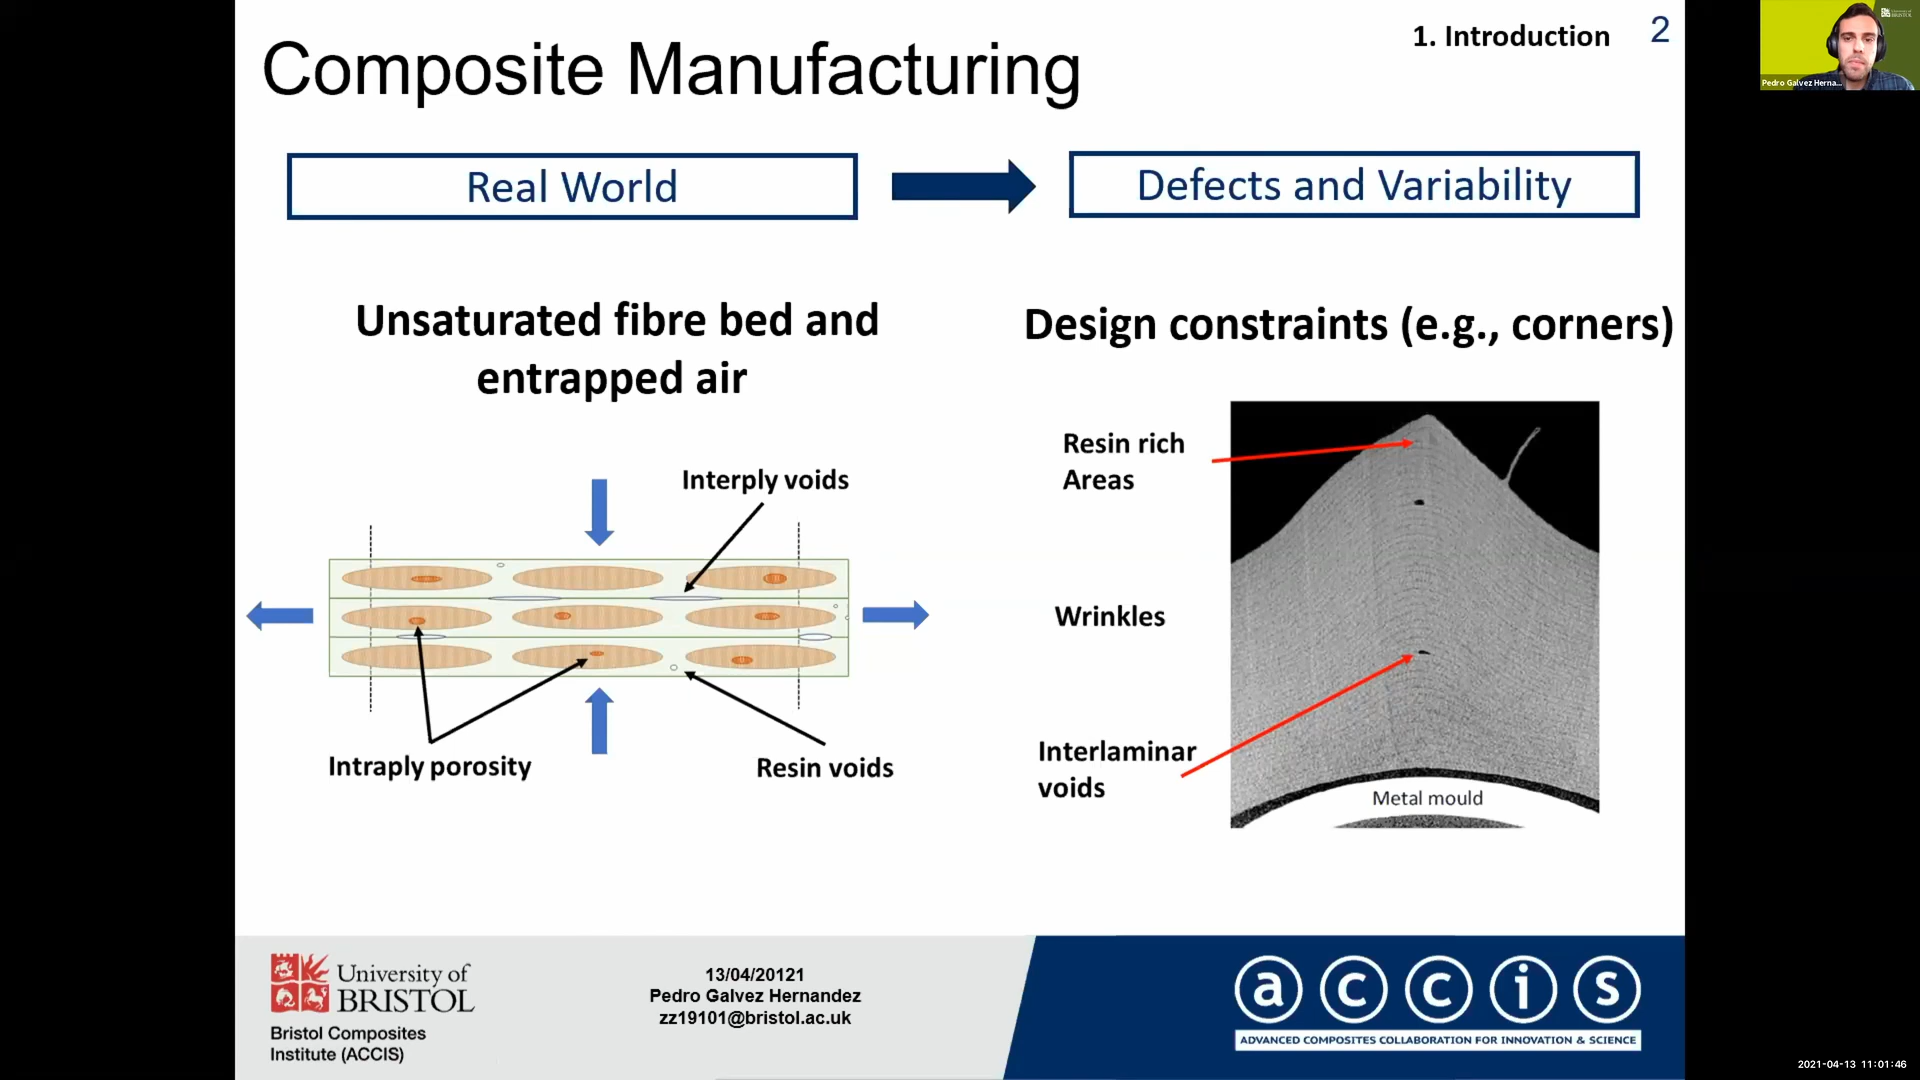 Composite Manufacturing
1. Introduction
2
Pedro Galvez Herna...
Real World
Defects and Variability
Unsaturated fibre bed and
entrapped air
Design constraints (e.g., corners)
Interply voids
Intraply porosity
Resin voids
Resin rich
Areas
Wrinkles
Interlaminar
voids
Metal mould
University of
BRISTOL
Bristol Composites
Institute (ACCIS)
13/04/20121
Pedro Galvez Hernandez
zz19101@bristol.ac.uk
accis
ADVANCED COMPOSITES COLLABORATION FOR INNOVATION & SCIENCE
2021-04-13 11:01:46